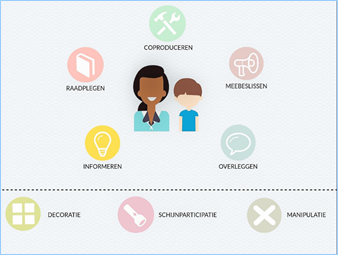 COPRODUCEREN
RAADPLEGEN
MEEBESLISSEN
INFORMEREN
OVERLEGGEN
DECORATIE
SCHIJNPARTICIPATIE
MANIPULATIE